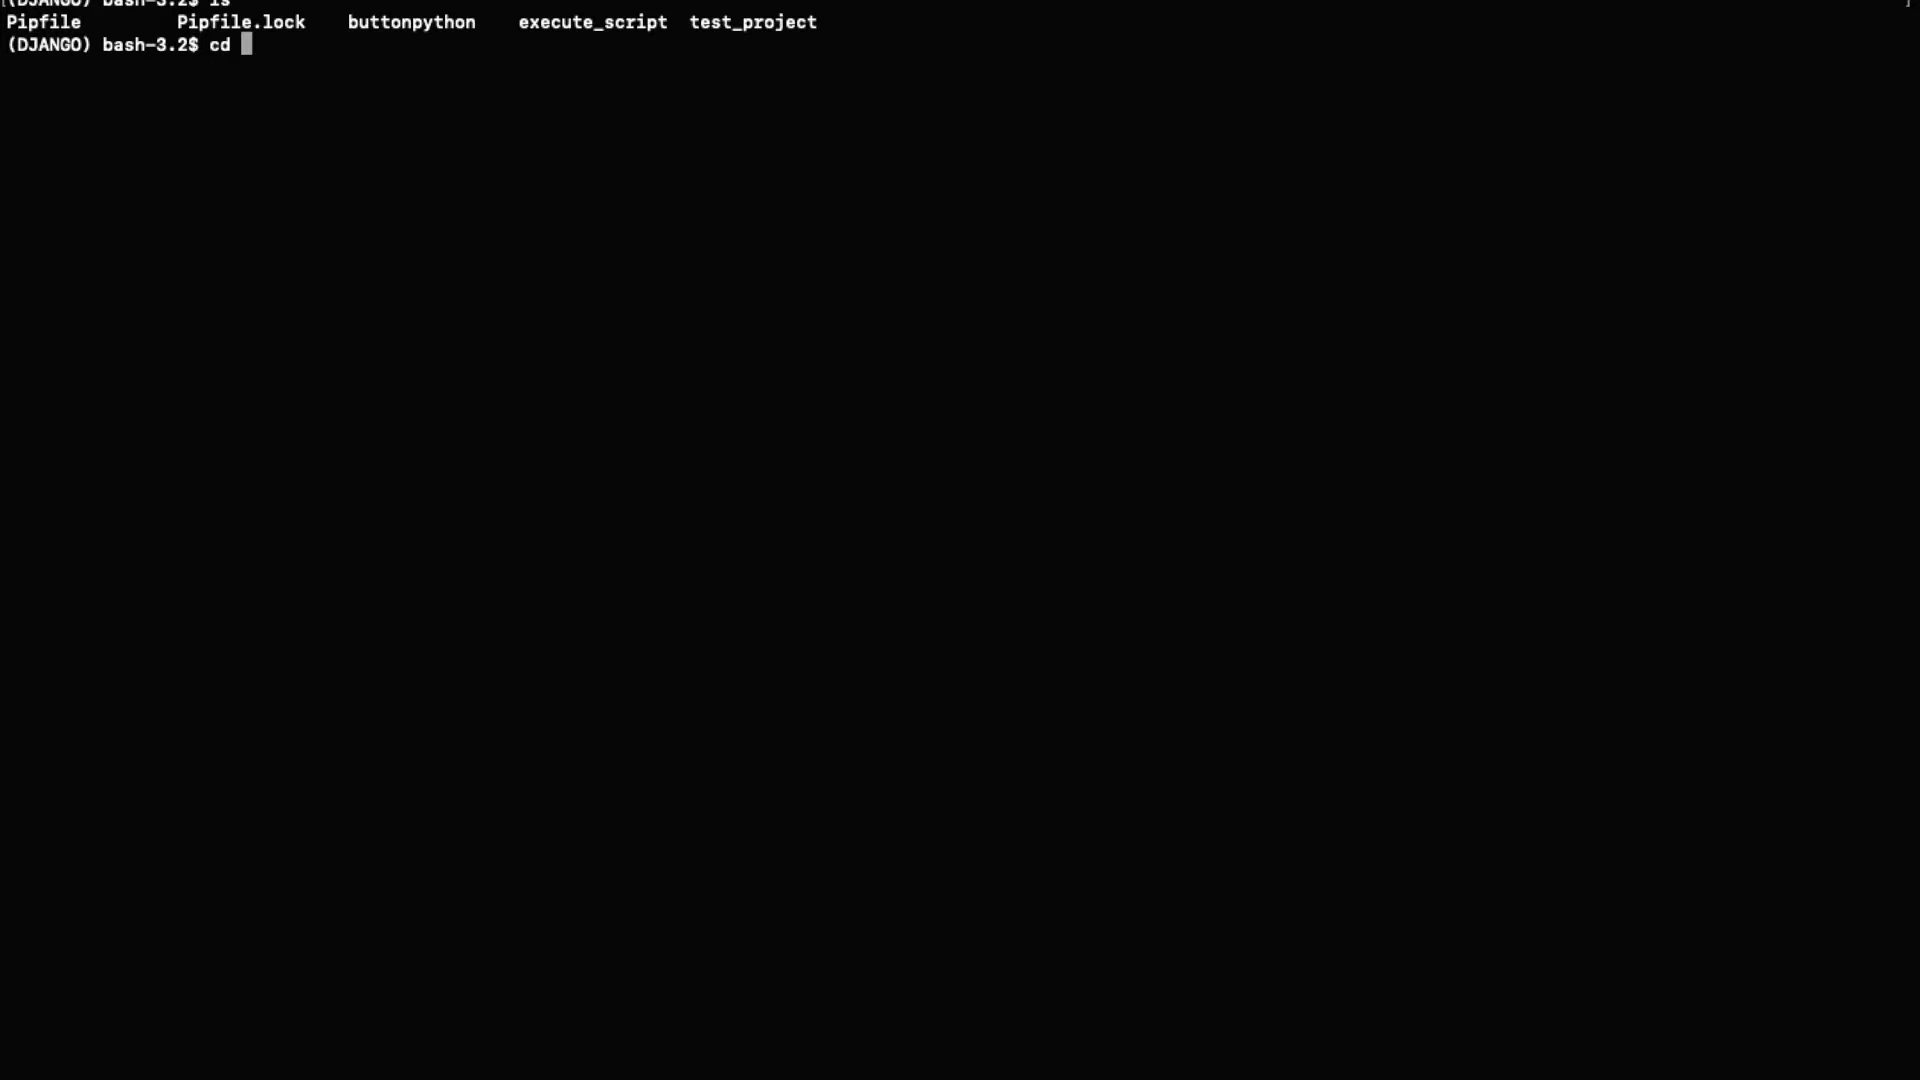 (DJANGO) bash-3.2$ ls
Pipfile Pipfile.lock buttonpython execute_script test_project
(DJANGO) bash-3.2$ cd